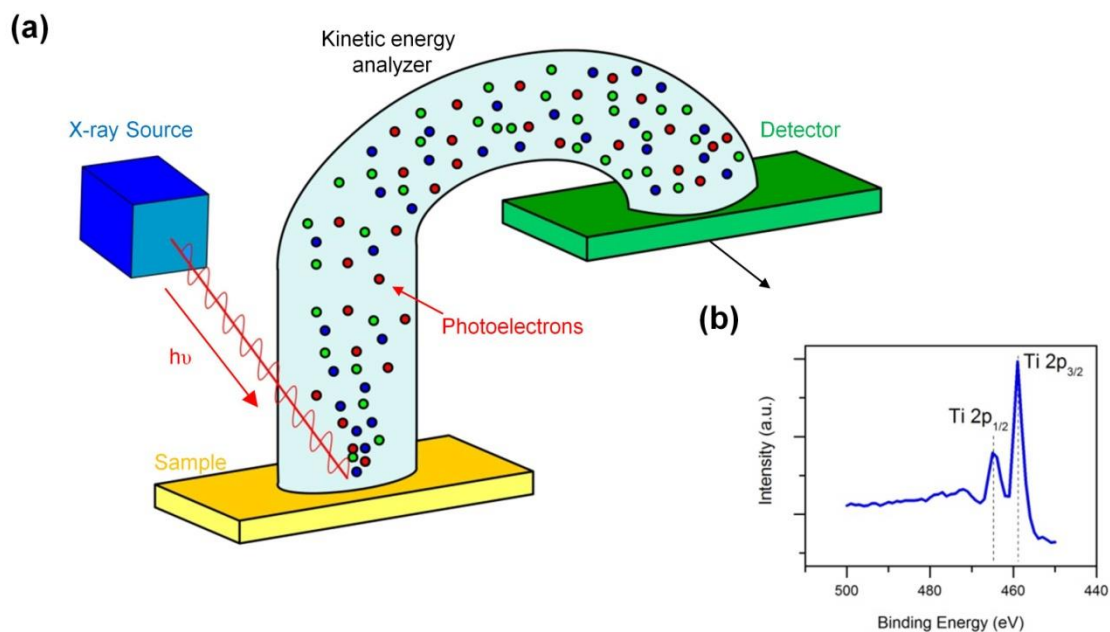 (a)
Kinetic energy
analyzer
X-ray Source
Detector
Photoelectrons
hυ
Sample
(b)
Ti 2p3/2
Ti 2p1/2
Intensity (a.u.)
500 480 460 440
Binding Energy (eV)